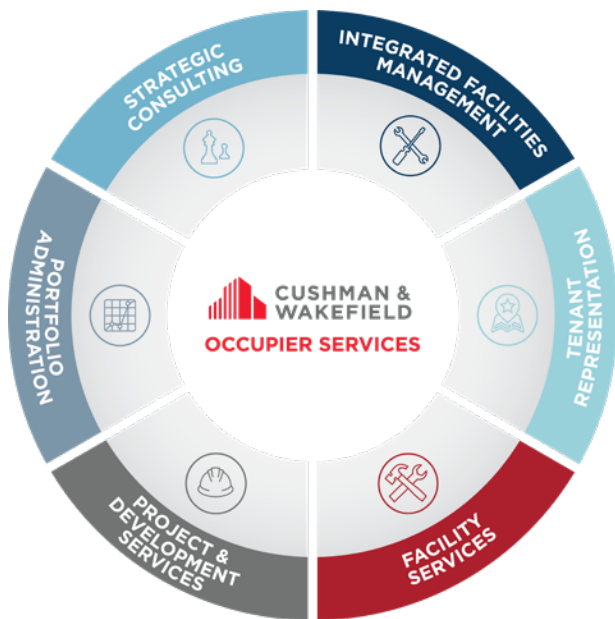 STRATEGIC
CONSULTING
INTEGRATED FACILITIES
MANAGEMENT
PORTFOLIO
ADMINISTRATION
CUSHMAN &
WAKEFIELD
OCCUPIER SERVICES
TENANT
REPRESENTATION
PROJECT &
DEVELOPMENT
SERVICES
FACILITY
SERVICES